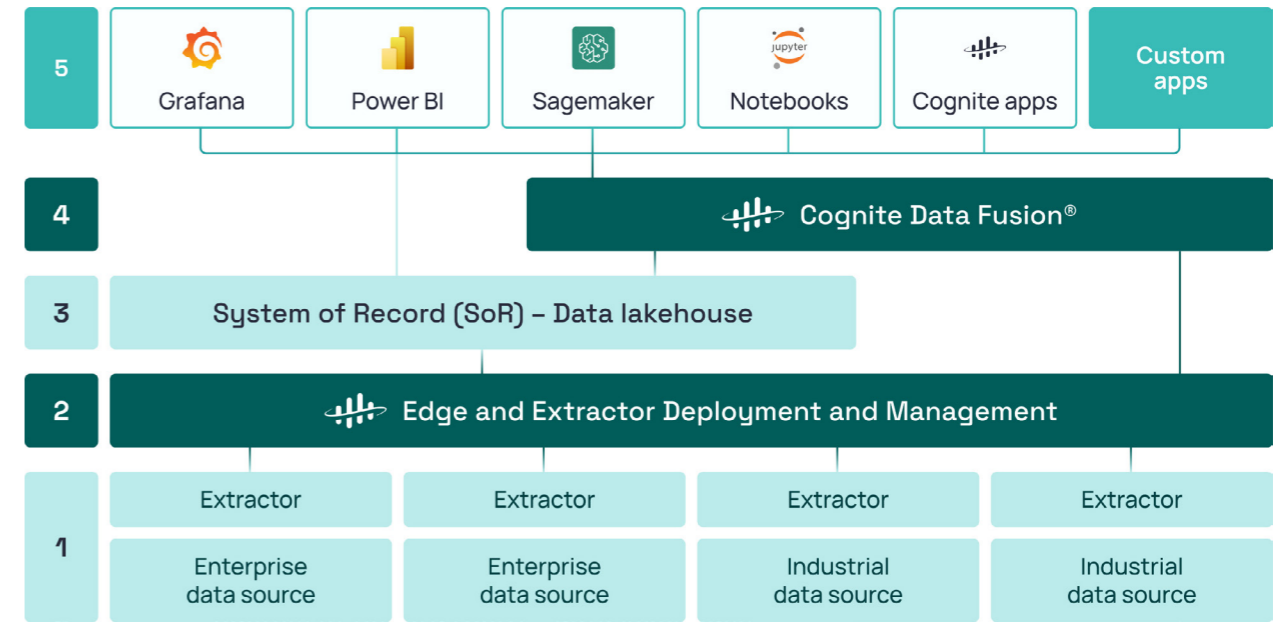 5
Grafana
Power BI
Sagemaker
jupyter
Notebooks
Cognite apps
Custom
apps
4
Cognite Data Fusion®
3
System of Record (SoR) – Data lakehouse
2
Edge and Extractor Deployment and Management
1
Extractor
Extractor
Extractor
Extractor
Enterprise
data source
Enterprise
data source
Industrial
data source
Industrial
data source